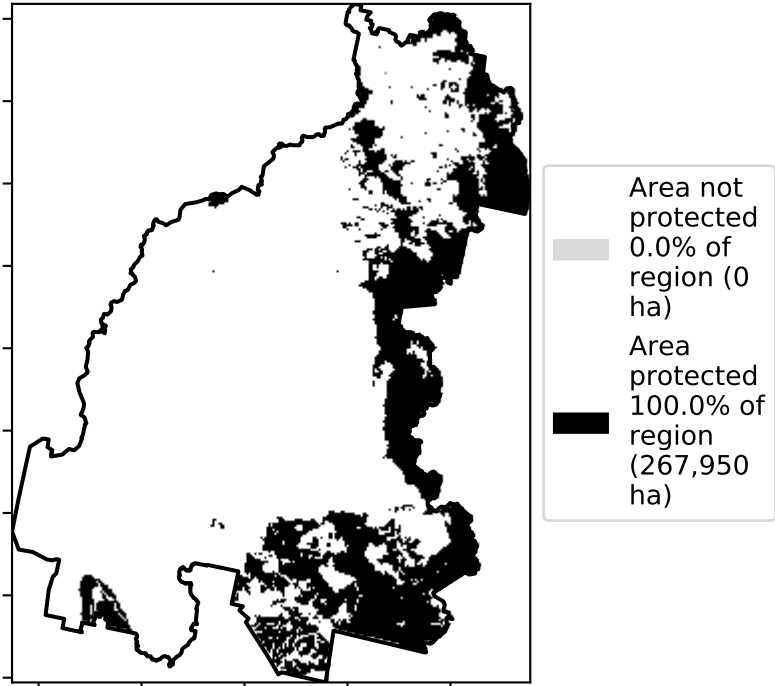 Area not
protected
0.0% of
region (0
ha)
Area
protected
100.0% of
region
(267,950
ha)